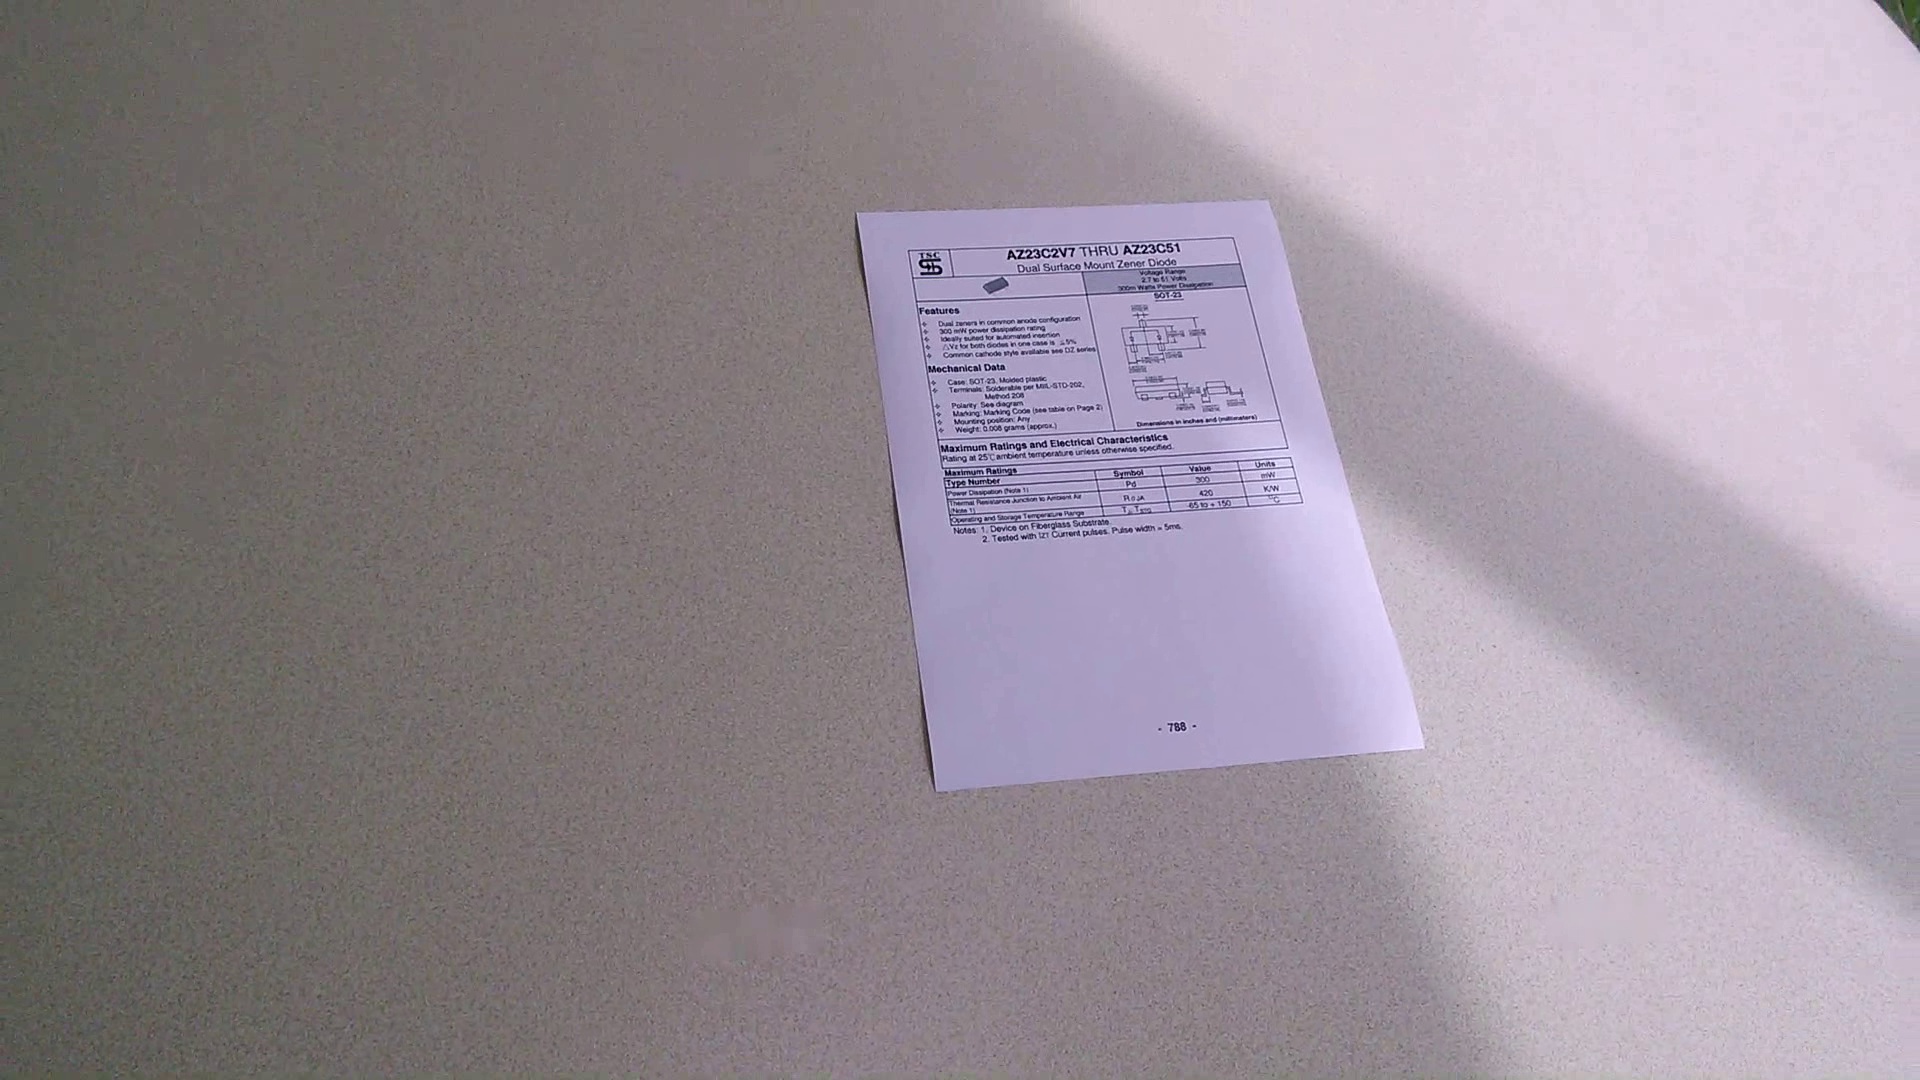 TSC
AZ23C2V7 THRU AZ23C51
Dual Surface Mount Zener Diode
Voltage Range
2.7 to 51 Volts
300m Watts Power Dissipation
SOT-23
Features
Dual zeners in common anode configuration
300 mW power dissipation rating
Ideally suited for automated insertion
△Vz for both diodes in one case is ≦5%
Common cathode style available see DZ series
Mechanical Data
Case: SOT-23, Molded plastic
Terminals: Solderable per MIIL-STD-202,
Method 208
Polarity: See diagram
Marking: Marking Code (see table on Page 2)
Mounting position: Any
Weight: 0.008 grams (approx.)
Dimensions in inches and (millimeters)
Maximum Ratings and Electrical Characteristics
Rating at 25℃ ambient temperature unless otherwise specified.
Maximum Ratings
Type Number Symbol Value Units
Power Dissipation (Note 1) Pd 300 mW
Thermal Resistance Junction to Ambient Air
(Note 1) RθJA 420 K/W
Operating and Storage Temperature Range TJ, TSTG -65 to + 150 ℃
Notes: 1. Device on Fiberglass Substrate.
2. Tested with IZT Current pulses. Pulse width = 5ms.
- 788 -